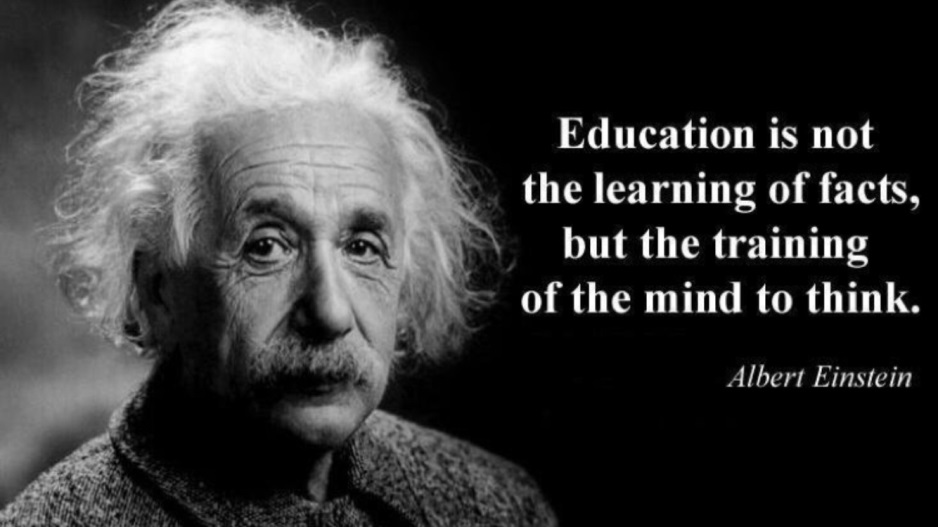 Education is not
the learning of facts,
but the training
of the mind to think.
Albert Einstein